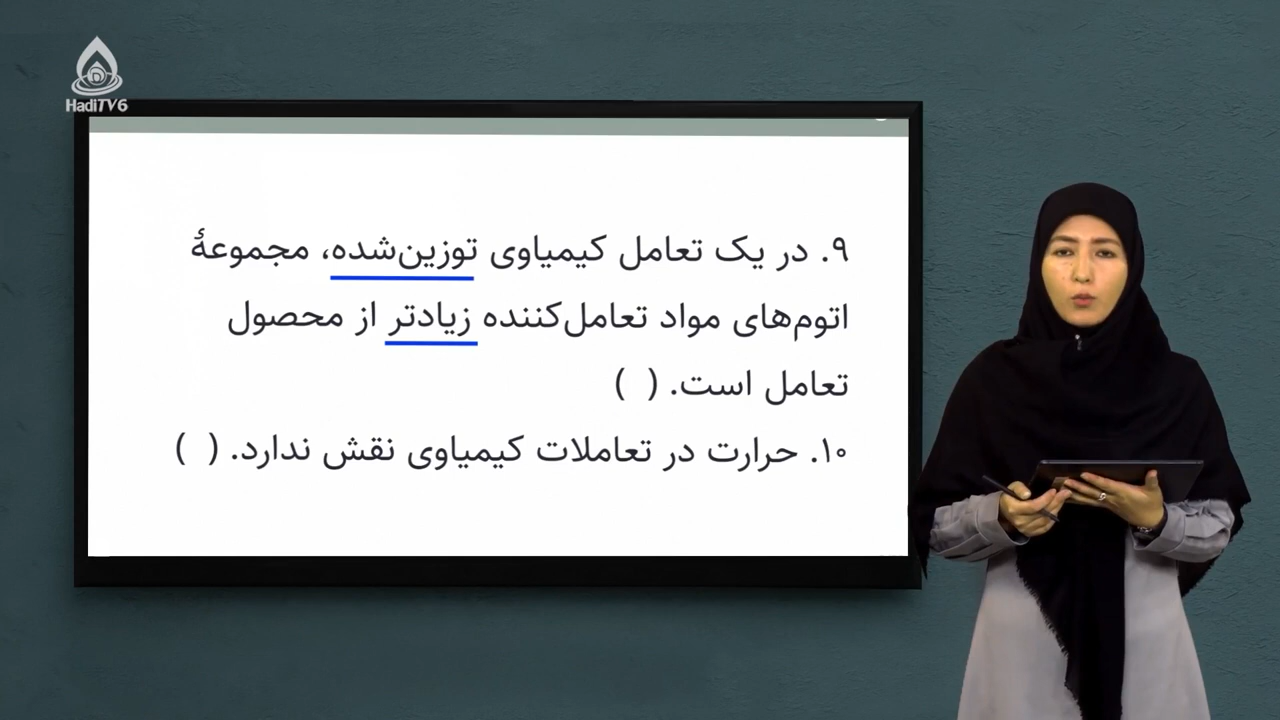 HadiTV6
۹. در یک تعامل کیمیاوی توزین‌شده، مجموعهٔ
اتوم‌های مواد تعامل‌کننده زیادتر از محصول
تعامل است. ( )
۱۰. حرارت در تعاملات کیمیاوی نقش ندارد. ( )